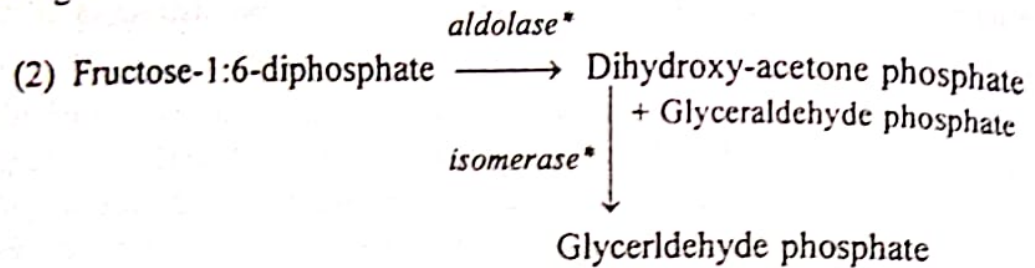 aldolase*
(2) Fructose-1:6-diphosphate ⟶ Dihydroxy-acetone phosphate
+ Glyceraldehyde phosphate
isomerase*
Glycerldehyde phosphate